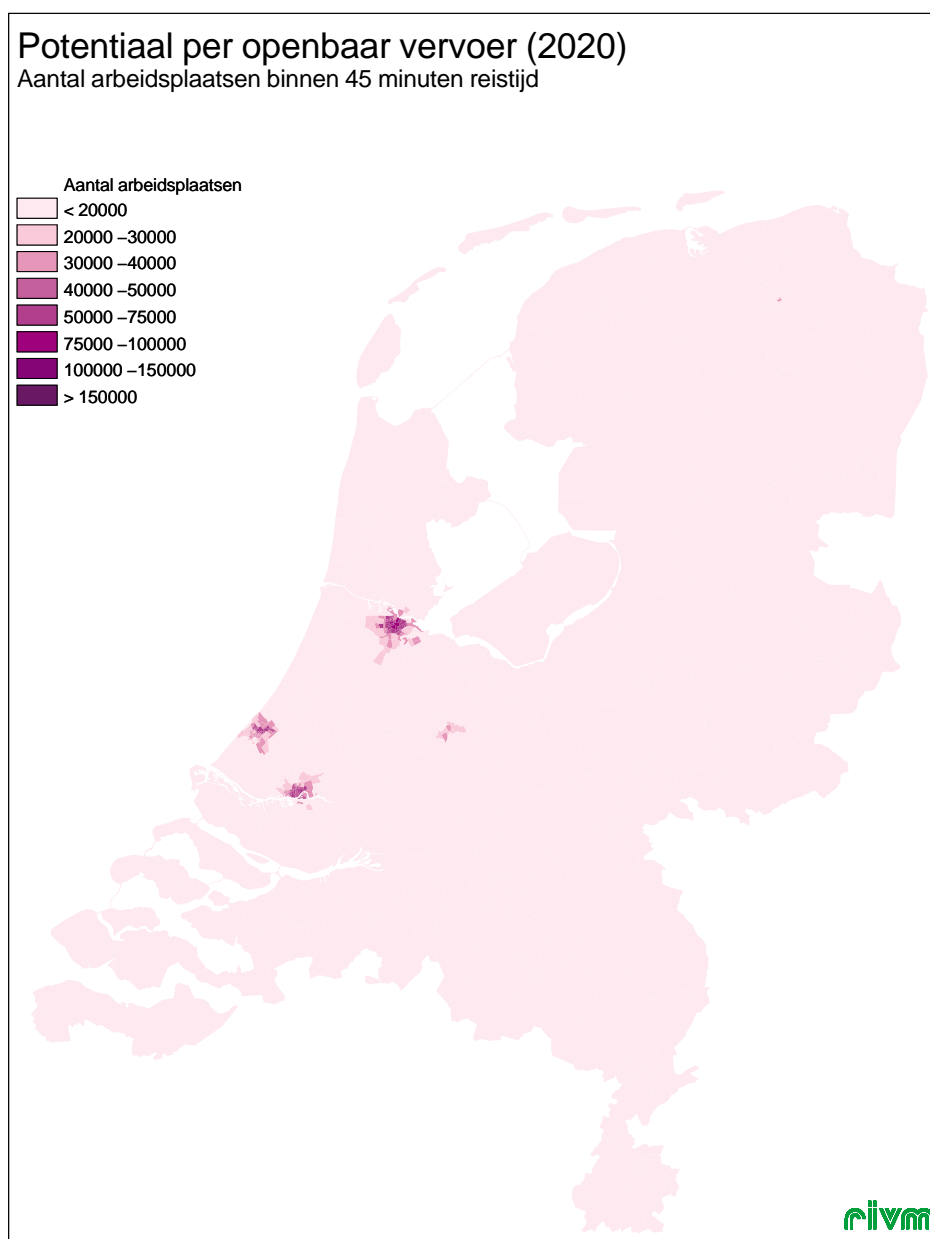 Potentiaal per openbaar vervoer (2020)
Aantal arbeidsplaatsen binnen 45 minuten reistijd
Aantal arbeidsplaatsen
< 20000
20000 –30000
30000 –40000
40000 –50000
50000 –75000
75000 –100000
100000 –150000
> 150000
rivm